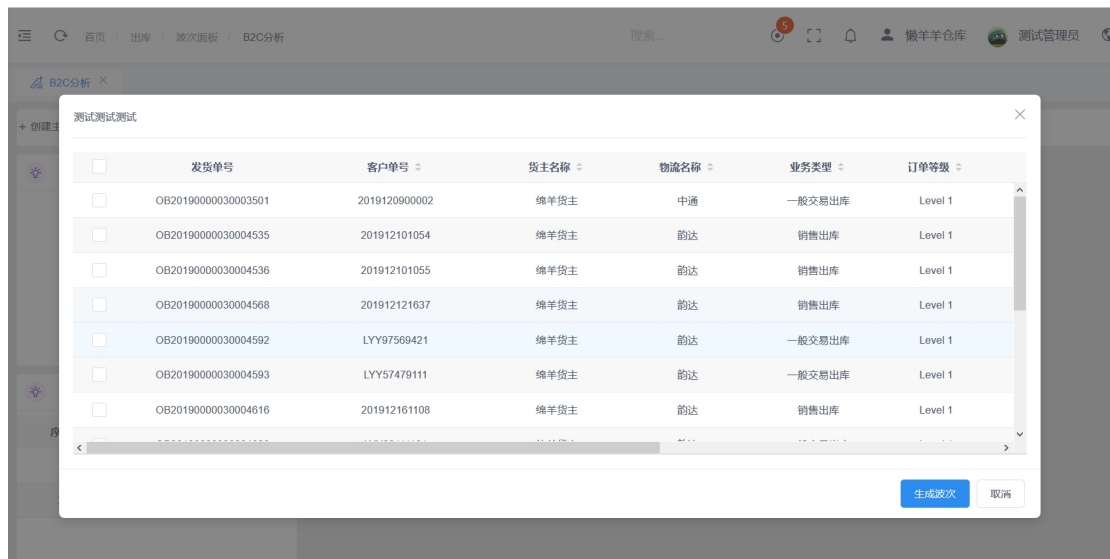 首页 / 出库 / 波次面板 / B2C分析 搜索... 5 懒羊羊仓库 测试管理员
B2C分析
+ 创建主
测试测试测试
发货单号 客户单号 货主名称 物流名称 业务类型 订单等级
OB20190000030003501 2019120900002 绵羊货主 中通 一般交易出库 Level 1
OB20190000030004535 201912101054 绵羊货主 韵达 销售出库 Level 1
OB20190000030004536 201912101055 绵羊货主 韵达 销售出库 Level 1
OB20190000030004568 201912121637 绵羊货主 韵达 销售出库 Level 1
OB20190000030004592 LYY97569421 绵羊货主 韵达 一般交易出库 Level 1
OB20190000030004593 LYY57479111 绵羊货主 韵达 一般交易出库 Level 1
OB20190000030004616 201912161108 绵羊货主 韵达 销售出库 Level 1
生成波次 取消